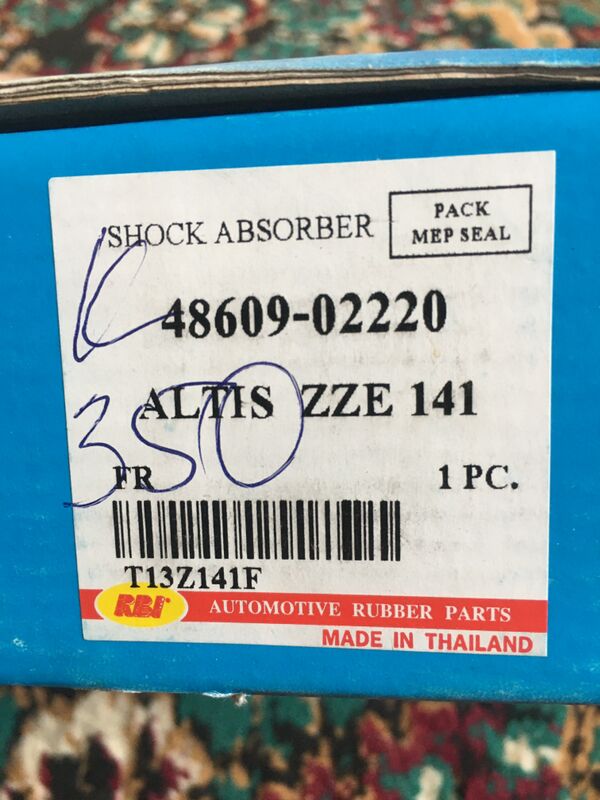 SHOCK ABSORBER
PACK
MEP SEAL
48609-02220
ALTIS ZZE 141
350
FR
1 PC.
T13Z141F
RBI
AUTOMOTIVE RUBBER PARTS
MADE IN THAILAND